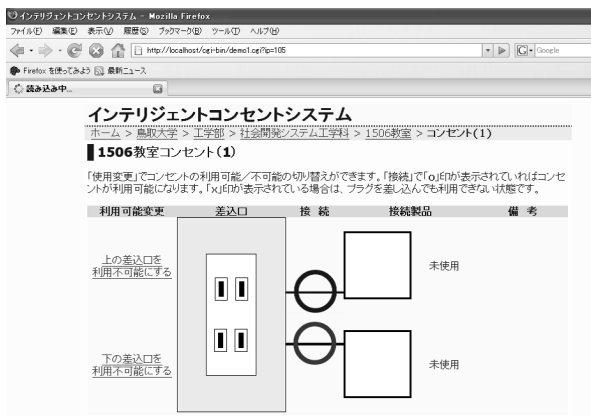 インテリジェントコンセントシステム - Mozilla Firefox
ファイル(F) 編集(E) 表示(V) 履歴(S) ブックマーク(B) ツール(T) ヘルプ(H)
http://localhost/cgi-bin/demo1.cgi?ip=105
Google
Firefox を使ってみよう 最新ニュース
読み込み中...
インテリジェントコンセントシステム
ホーム > 鳥取大学 > 工学部 > 社会開発システム工学科 > 1506教室 > コンセント(1)
1506教室コンセント(1)
「使用変更」でコンセントの利用可能/不可能の切り替えができます。「接続」で「o」印が表示されていればコンセ
ントが利用可能になります。「x」印が表示されている場合は、プラグを差し込んでも利用できない状態です。
利用可能変更 差込口 接 続 接続製品 備 考
上の差込口を
利用不可能にする
未使用
下の差込口を
利用不可能にする
未使用